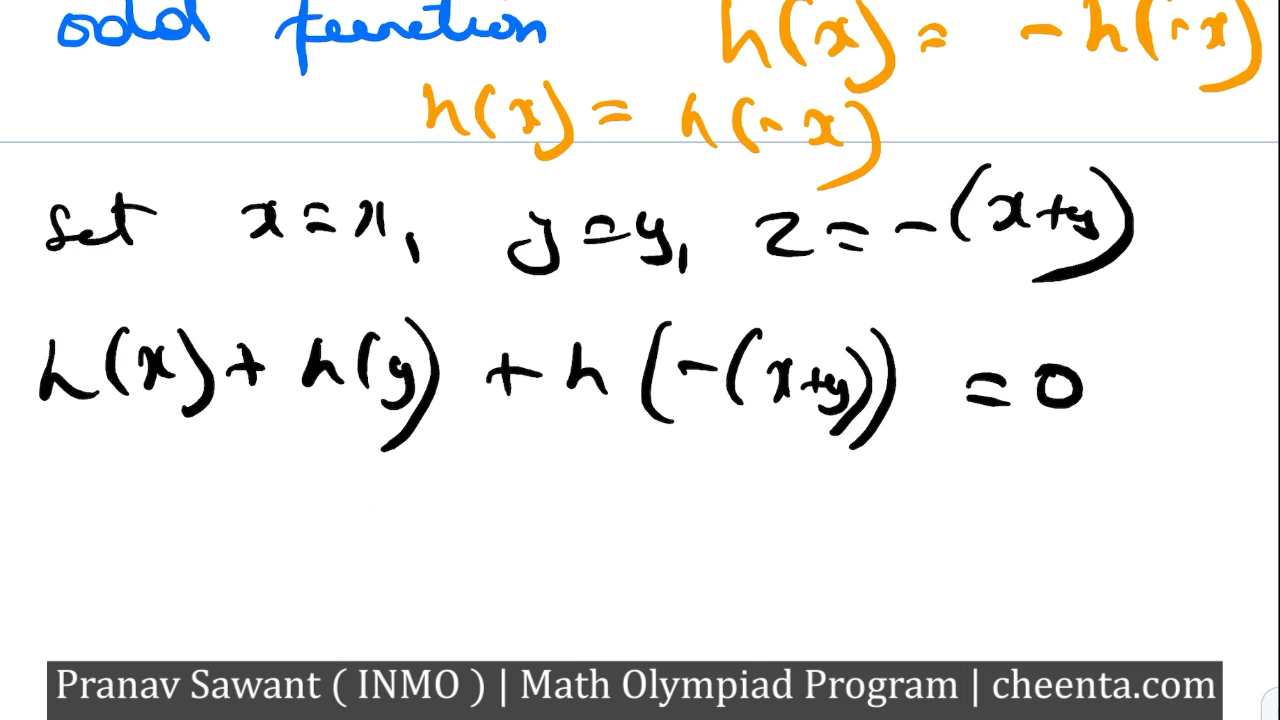 odd function h(x) = - h(-x)
h(x) = h(-x)
Set x = x, y = y, z = -(x+y)
h(x) + h(y) + h(-(x+y)) = 0
Pranav Sawant ( INMO ) | Math Olympiad Program | cheenta.com